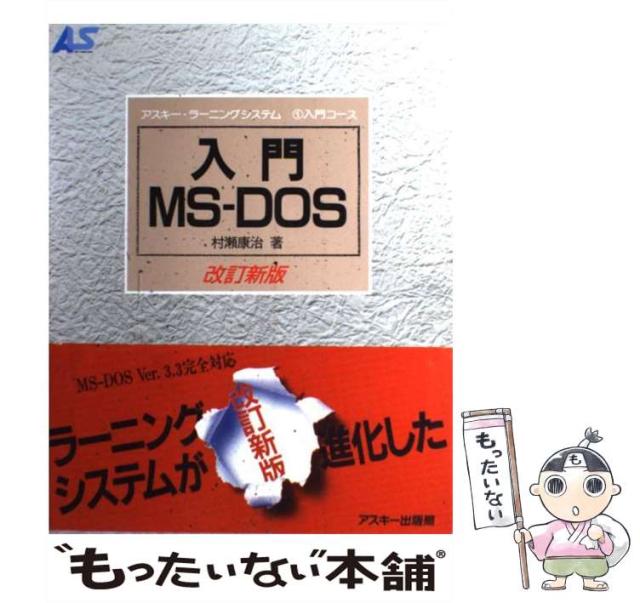 AS
アスキー・ラーニングシステム ①入門コース
入門
MS-DOS
村瀬康治 著
改訂新版
MS-DOS Ver. 3.3完全対応
改訂新版
ラーニング
システムが
進化した
アスキー出版局
もったいない
“もったいない本舗®